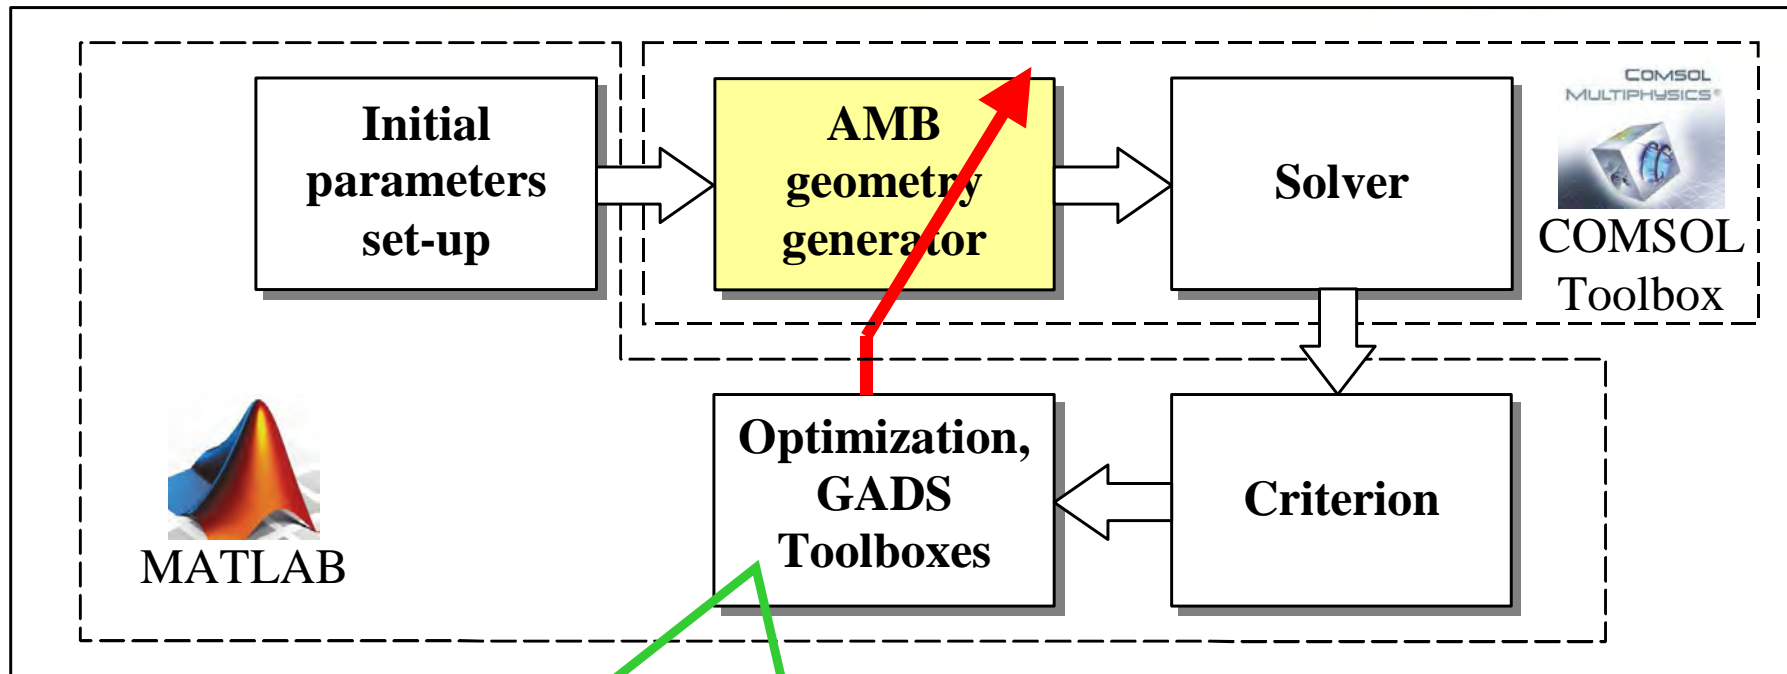 Initial
parameters
set-up
AMB
geometry
generator
Solver
COMSOL
MULTIPHYSICS®
COMSOL
Toolbox
MATLAB
Optimization,
GADS
Toolboxes
Criterion